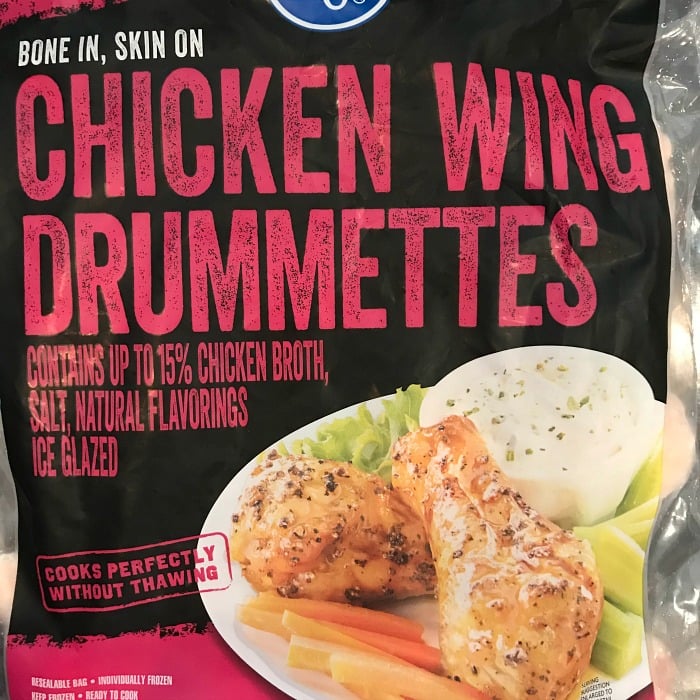 BONE IN, SKIN ON
CHICKEN WING
DRUMMETTES
CONTAINS UP TO 15% CHICKEN BROTH,
SALT, NATURAL FLAVORINGS
ICE GLAZED
COOKS PERFECTLY
WITHOUT THAWING
RESEALABLE BAG • INDIVIDUALLY FROZEN
KEEP FROZEN • READY TO COOK
SUGGESTION